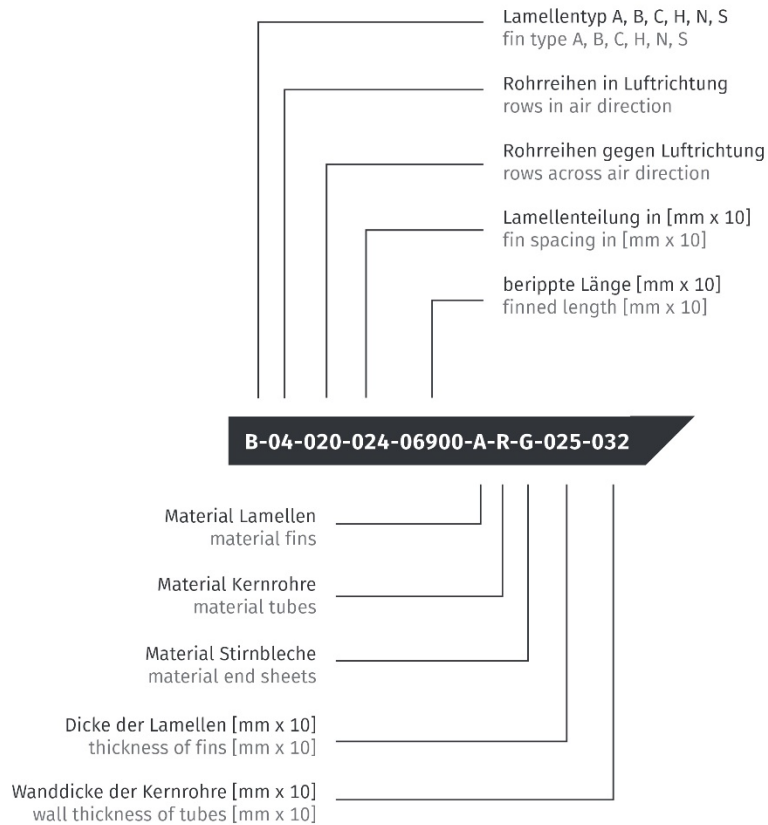 Lamellentyp A, B, C, H, N, S
fin type A, B, C, H, N, S
Rohrreihen in Luftrichtung
rows in air direction
Rohrreihen gegen Luftrichtung
rows across air direction
Lamellenteilung in [mm x 10]
fin spacing in [mm x 10]
berippte Länge [mm x 10]
finned length [mm x 10]
B-04-020-024-06900-A-R-G-025-032
Material Lamellen
material fins
Material Kernrohre
material tubes
Material Stirnbleche
material end sheets
Dicke der Lamellen [mm x 10]
thickness of fins [mm x 10]
Wanddicke der Kernrohre [mm x 10]
wall thickness of tubes [mm x 10]